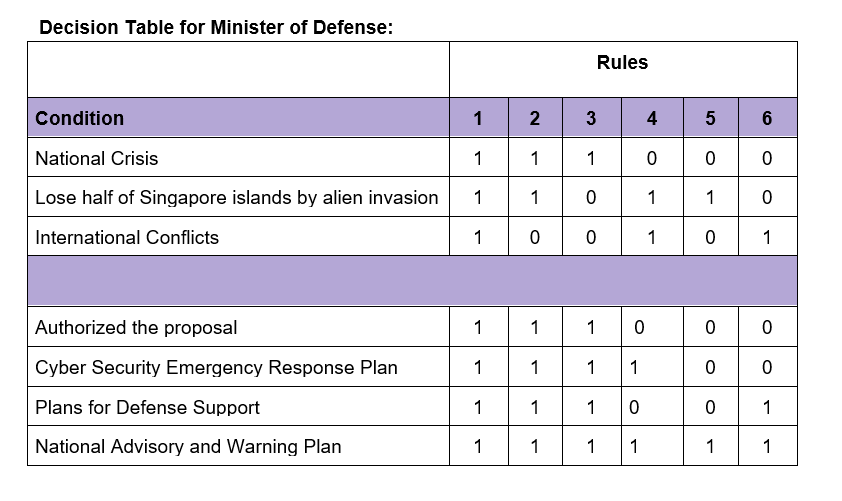 Decision Table for Minister of Defense:
Rules
Condition 1 2 3 4 5 6
National Crisis 1 1 1 0 0 0
Lose half of Singapore islands by alien invasion 1 1 0 1 1 0
International Conflicts 1 0 0 1 0 1
Authorized the proposal 1 1 1 0 0 0
Cyber Security Emergency Response Plan 1 1 1 1 0 0
Plans for Defense Support 1 1 1 0 0 1
National Advisory and Warning Plan 1 1 1 1 1 1